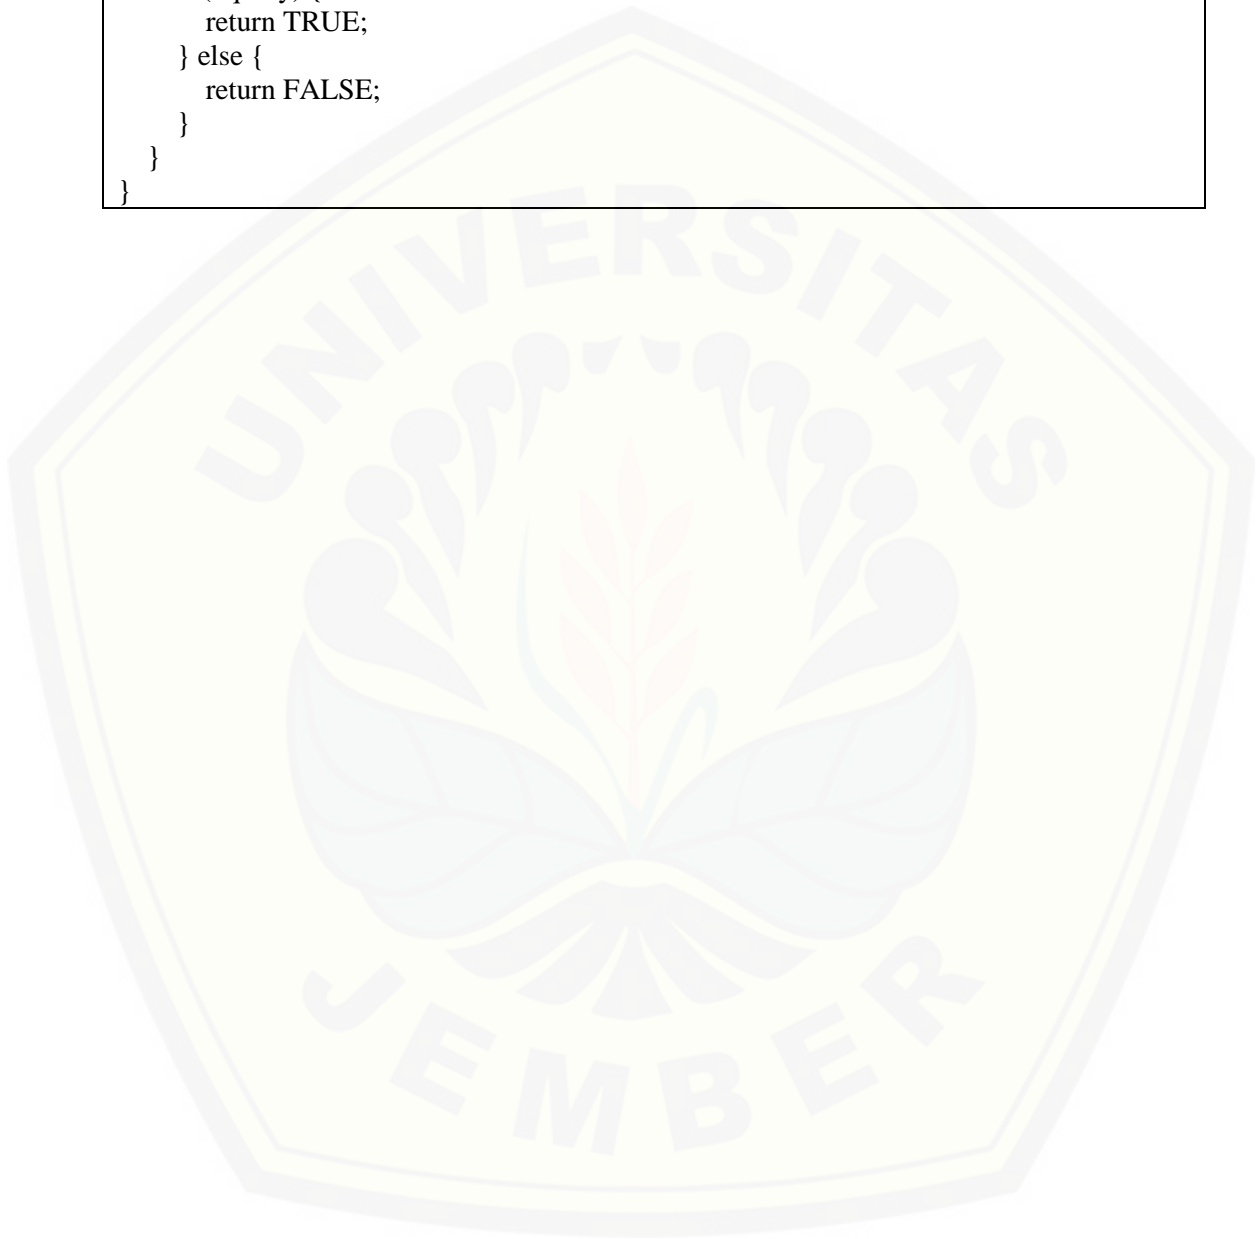 return TRUE;
} else {
return FALSE;
}
}
}
UNIVERSITAS
JEMBER